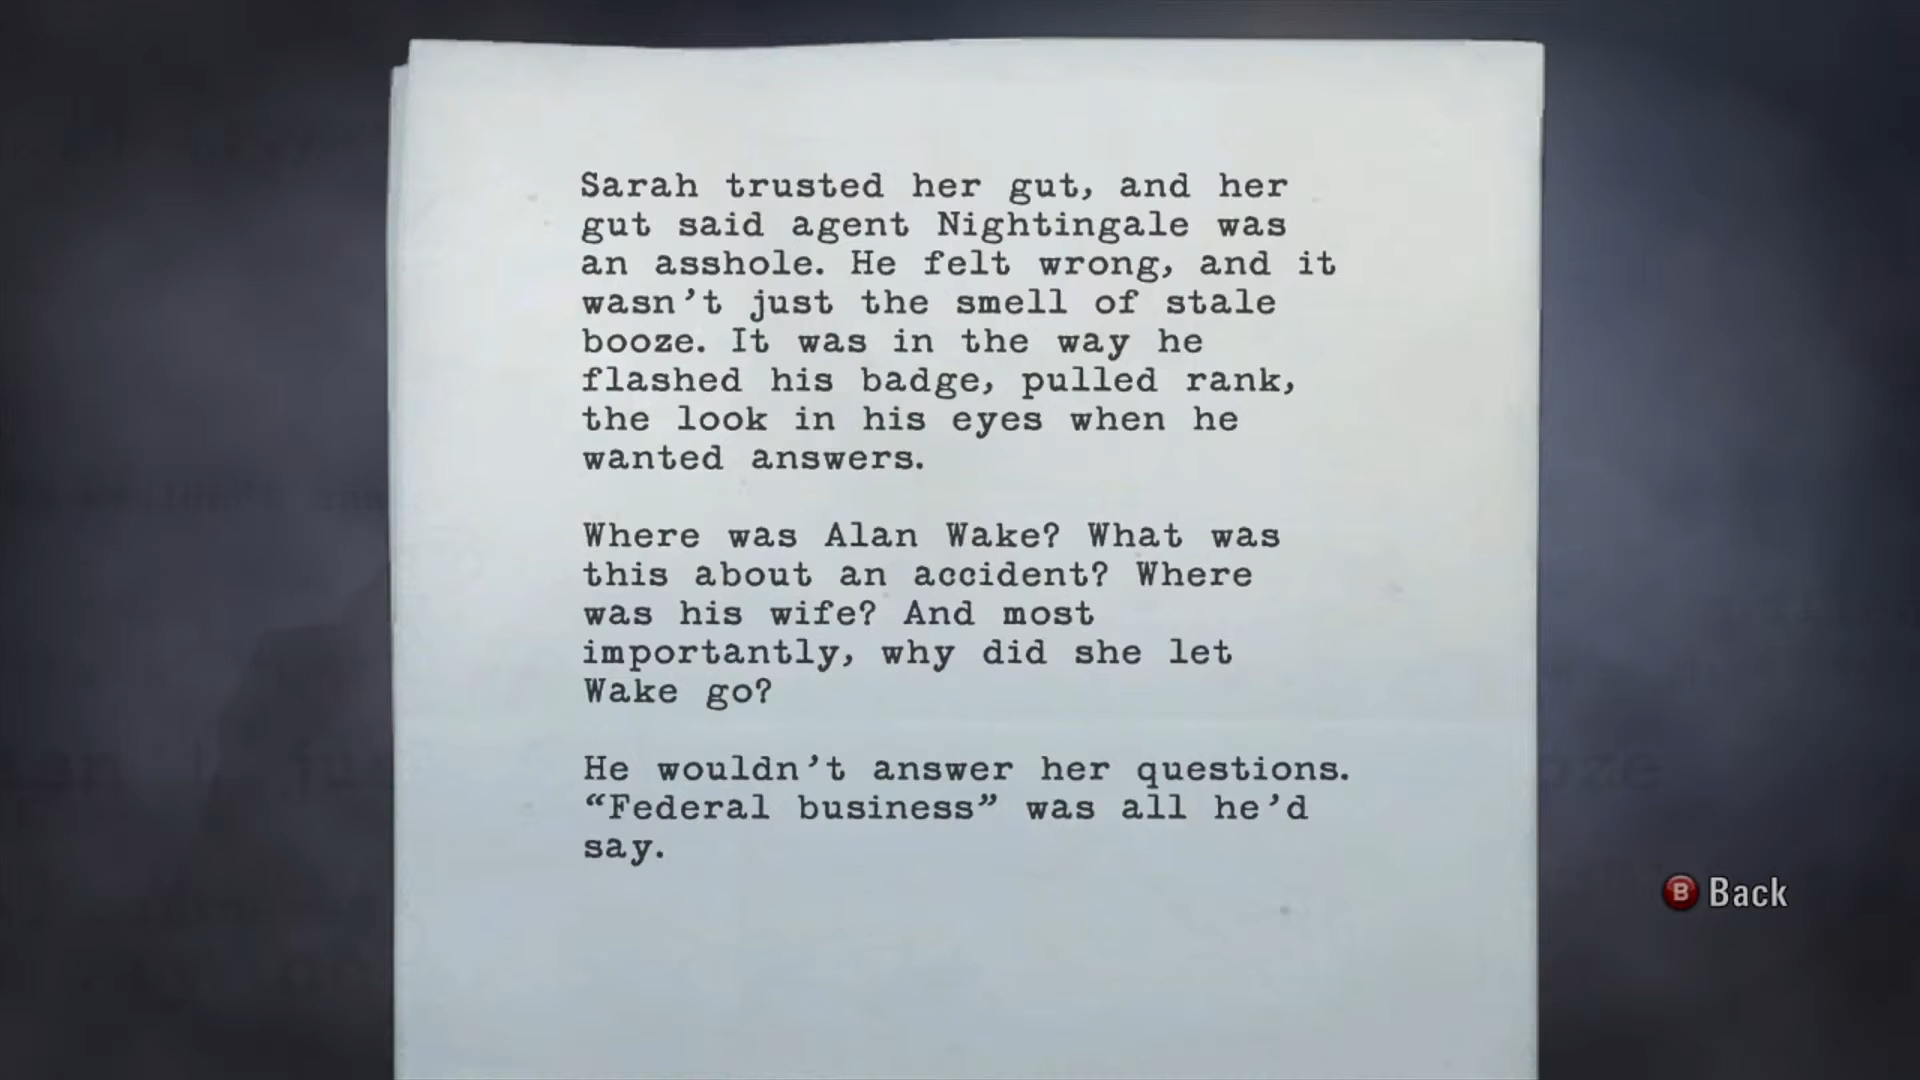 Sarah trusted her gut, and her
gut said agent Nightingale was
an asshole. He felt wrong, and it
wasn’t just the smell of stale
booze. It was in the way he
flashed his badge, pulled rank,
the look in his eyes when he
wanted answers.
Where was Alan Wake? What was
this about an accident? Where
was his wife? And most
importantly, why did she let
Wake go?
He wouldn’t answer her questions.
“Federal business” was all he’d
say.
B Back